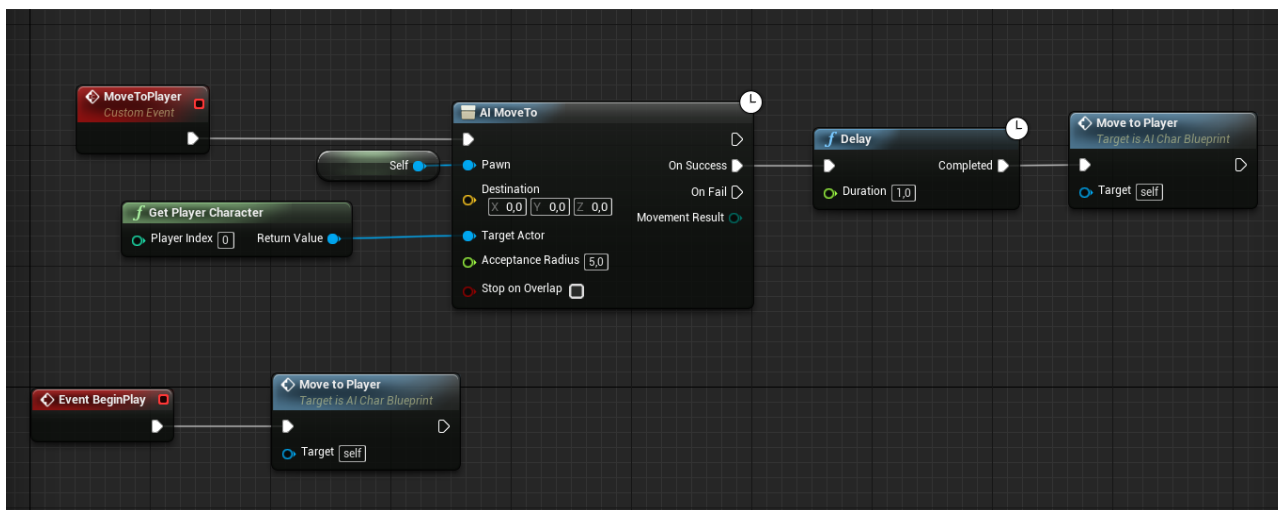 MoveToPlayer
Custom Event
Self
Get Player Character
Player Index 0 Return Value
AI MoveTo
Pawn On Success
Destination On Fail
X 0,0 Y 0,0 Z 0,0
Movement Result
Target Actor
Acceptance Radius 5,0
Stop on Overlap
Delay
Completed
Duration 1,0
Move to Player
Target is AI Char Blueprint
Target self
Event BeginPlay
Move to Player
Target is AI Char Blueprint
Target self